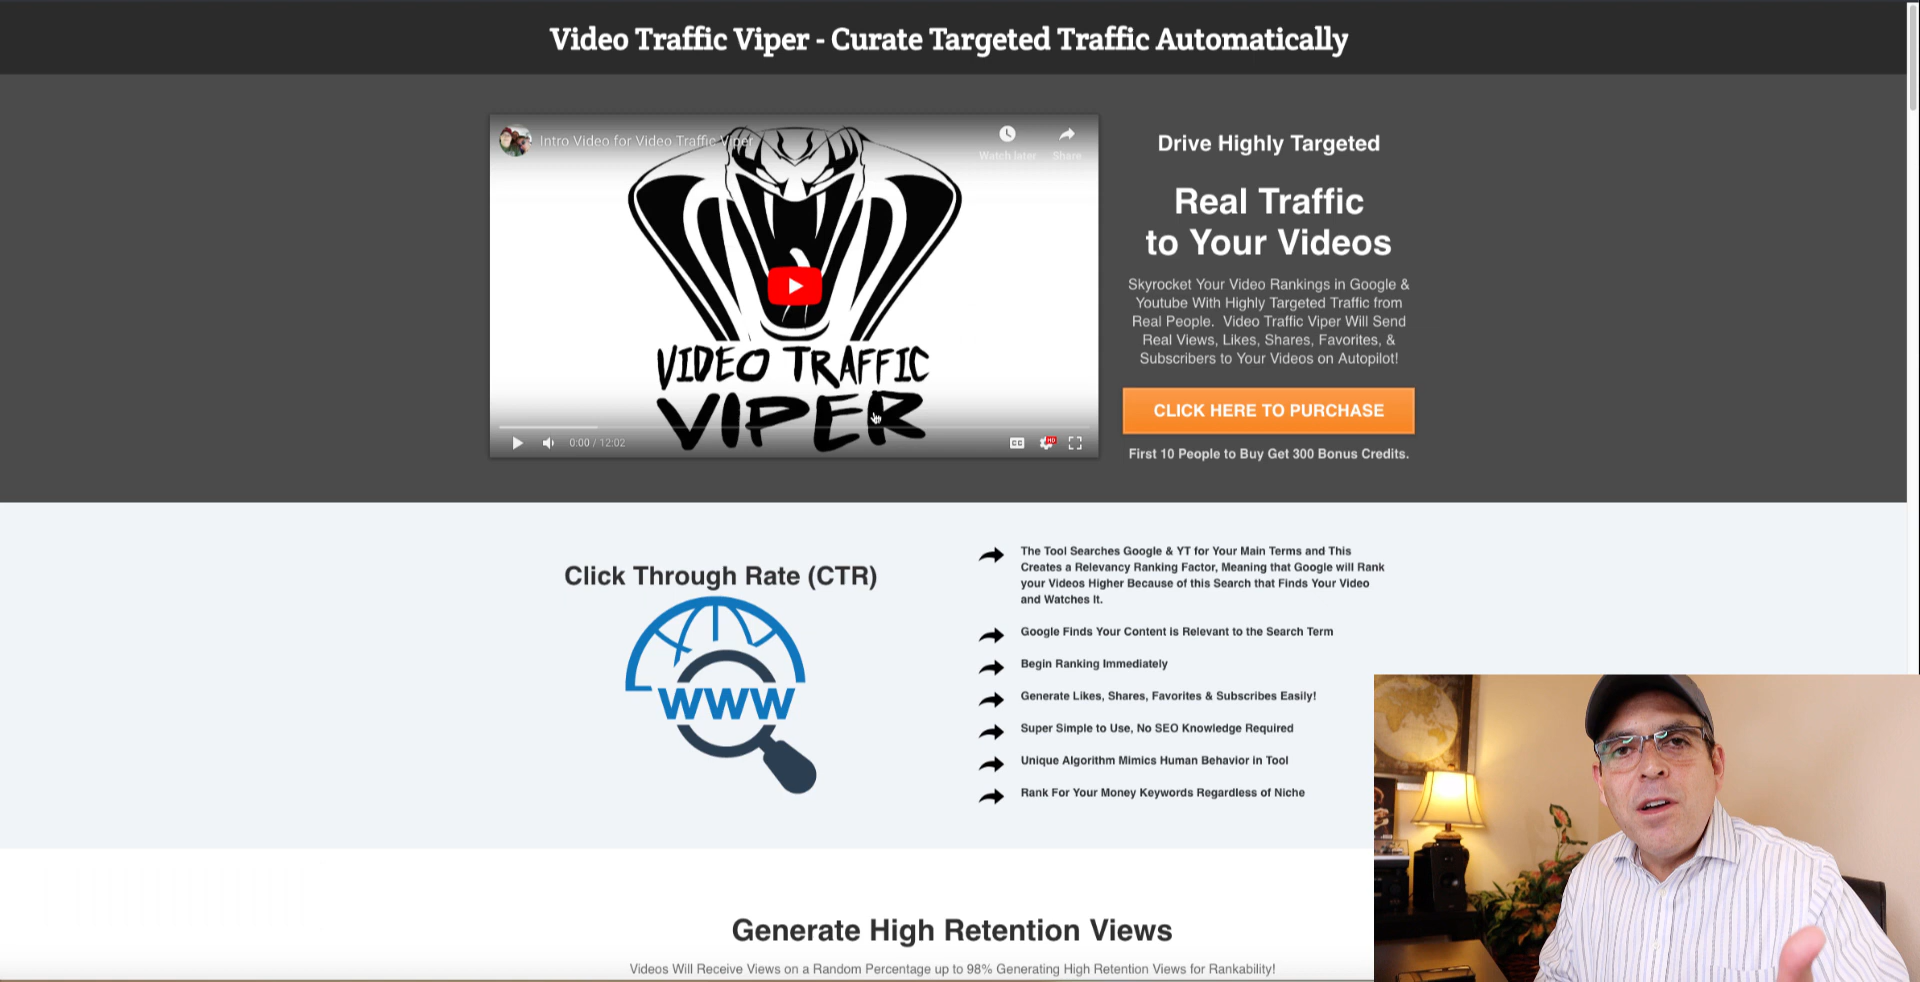 Video Traffic Viper - Curate Targeted Traffic Automatically
Intro Video for Video Traffic Viper
Watch later
Share
VIDEO TRAFFIC
VIPER
0:00 / 12:02
CC
HD
Drive Highly Targeted
Real Traffic
to Your Videos
Skyrocket Your Video Rankings in Google &
Youtube With Highly Targeted Traffic from
Real People. Video Traffic Viper Will Send
Real Views, Likes, Shares, Favorites, &
Subscribers to Your Videos on Autopilot!
CLICK HERE TO PURCHASE
First 10 People to Buy Get 300 Bonus Credits.
Click Through Rate (CTR)
WWW
The Tool Searches Google & YT for Your Main Terms and This
Creates a Relevancy Ranking Factor, Meaning that Google will Rank
your Videos Higher Because of this Search that Finds Your Video
and Watches It.
Google Finds Your Content is Relevant to the Search Term
Begin Ranking Immediately
Generate Likes, Shares, Favorites & Subscribes Easily!
Super Simple to Use, No SEO Knowledge Required
Unique Algorithm Mimics Human Behavior in Tool
Rank For Your Money Keywords Regardless of Niche
Generate High Retention Views
Videos Will Receive Views on a Random Percentage up to 98% Generating High Retention Views for Rankability!